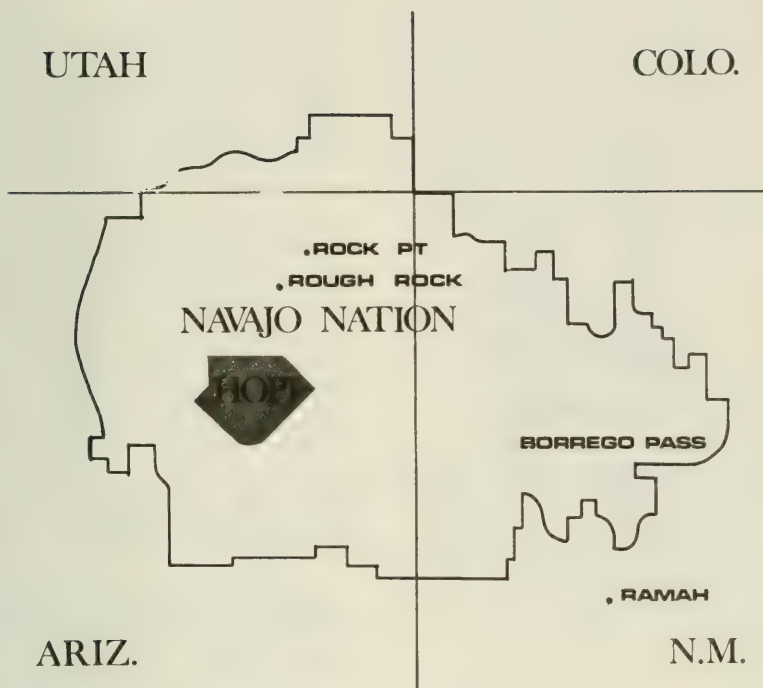 UTAH
COLO.
.ROCK PT
.ROUGH ROCK
NAVAJO NATION
HOPI
BORREGO PASS
.RAMAH
ARIZ.
N.M.